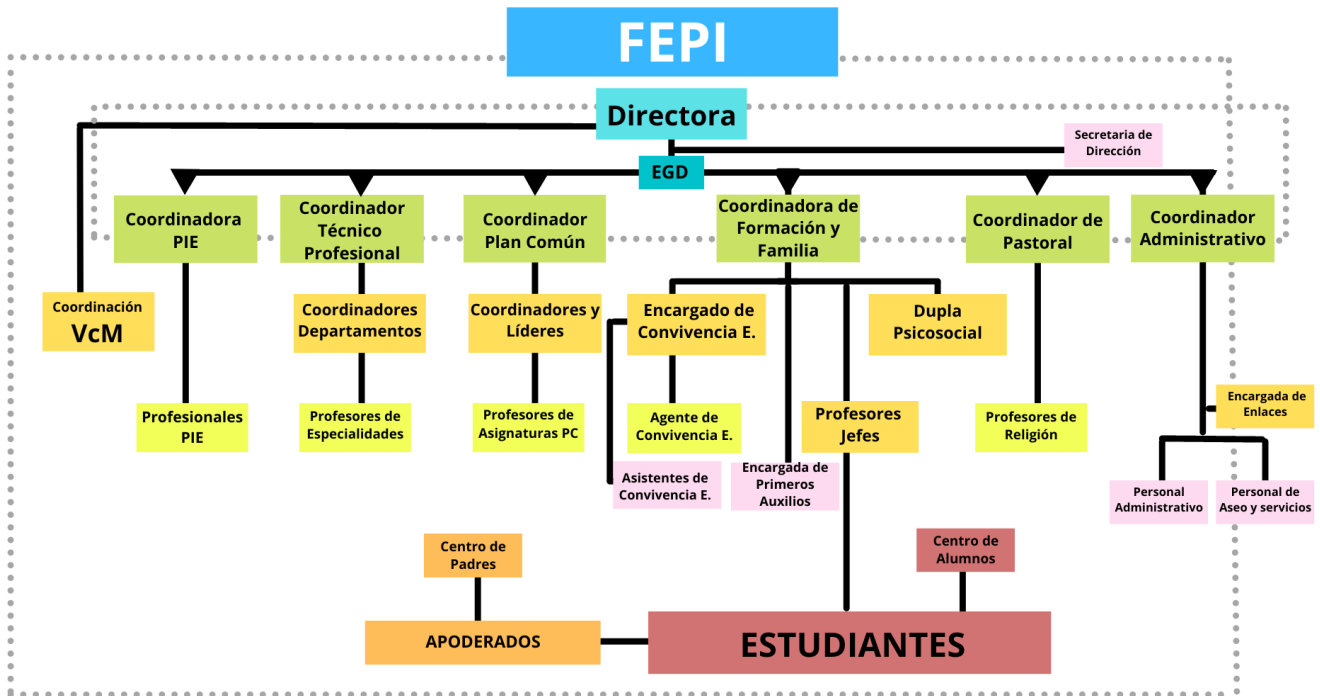 FEPI
Directora
Secretaria de
Dirección
EGD
Coordinadora
PIE
Coordinador
Técnico
Profesional
Coordinador
Plan Común
Coordinadora de
Formación y
Familia
Coordinador de
Pastoral
Coordinador
Administrativo
Coordinación
VcM
Coordinadores
Departamentos
Coordinadores y
Líderes
Encargado de
Convivencia E.
Dupla
Psicosocial
Encargada de
Enlaces
Profesionales
PIE
Profesores de
Especialidades
Profesores de
Asignaturas PC
Agente de
Convivencia E.
Profesores
Jefes
Profesores de
Religión
Asistentes de
Convivencia E.
Encargada de
Primeros
Auxilios
Personal
Administrativo
Personal de
Aseo y servicios
Centro de
Padres
Centro de
Alumnos
APODERADOS
ESTUDIANTES